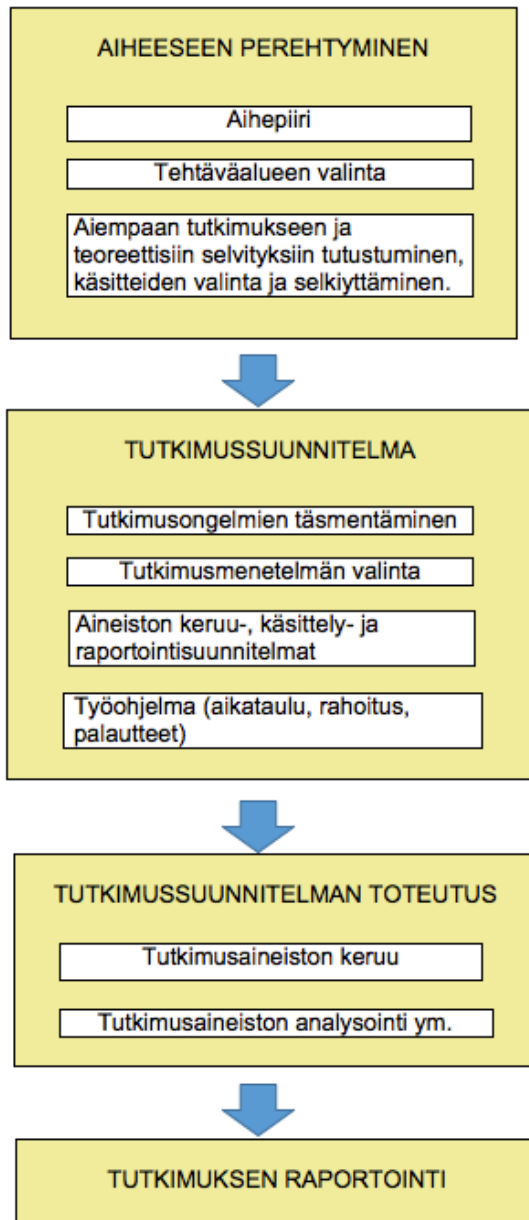 AIHEESEEN PEREHTYMINEN
Aihepiiri
Tehtäväalueen valinta
Aiempaan tutkimukseen ja
teoreettisiin selvityksiin tutustuminen,
käsitteiden valinta ja selkiyttäminen.
TUTKIMUSSUUNNITELMA
Tutkimusongelmien täsmentäminen
Tutkimusmenetelmän valinta
Aineiston keruu-, käsittely- ja
raportointisuunnitelmat
Työohjelma (aikataulu, rahoitus,
palautteet)
TUTKIMUSSUUNNITELMAN TOTEUTUS
Tutkimusaineiston keruu
Tutkimusaineiston analysointi ym.
TUTKIMUKSEN RAPORTOINTI